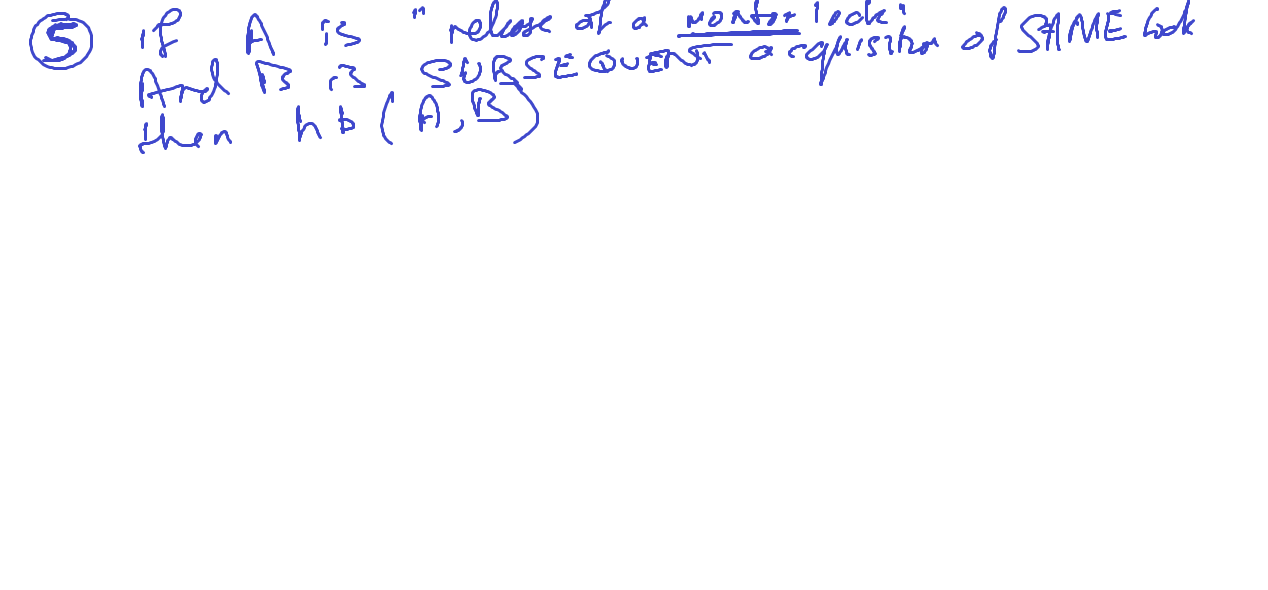 ⑤ if A is "release of a monitor lock"
And B is SUBSEQUENT acquisition of SAME lock
then hb(A,B)